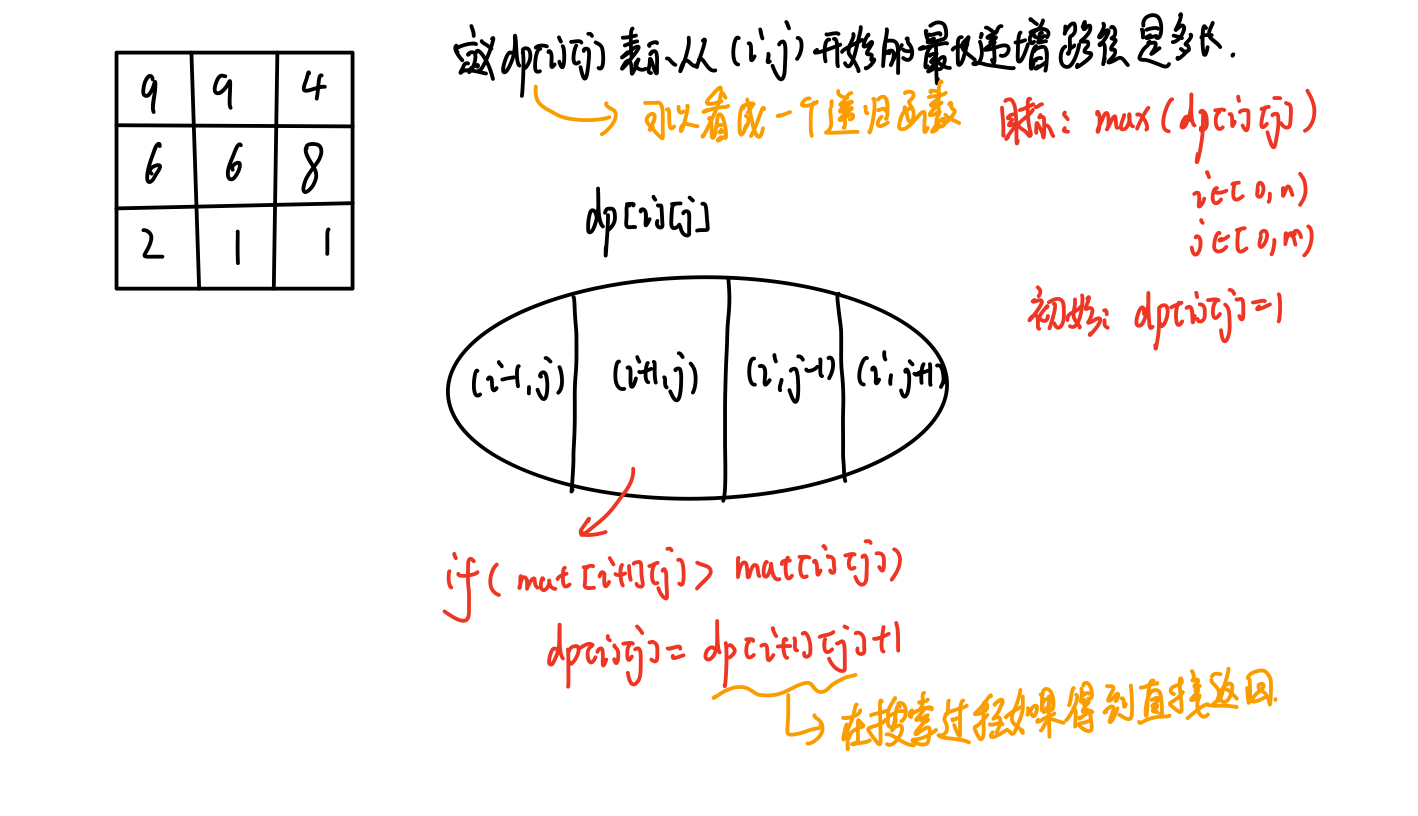 9 9 4
6 6 8
2 1 1
定义dp[i][j]表示从(i,j)开始的最长递增路径是多长.
可以看成一个递归函数
目标: max(dp[i][j])
i∈[0,n)
j∈[0,m)
初始: dp[i][j]=1
dp[i][j]
(i-1,j) (i+1,j) (i,j-1) (i,j+1)
if( mat[i+1][j]> mat[i][j])
dp[i][j]= dp[i+1][j]+1
在搜索过程如果得到直接返回.